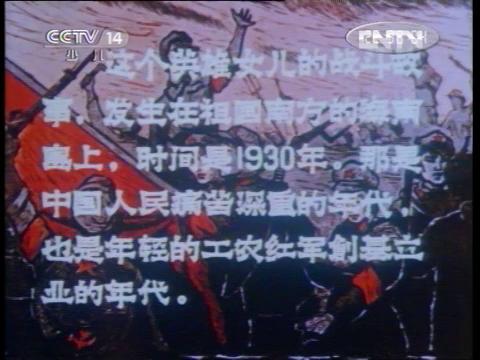 CCTV 14
少儿
CNTV
这个英雄女儿的战斗故
事，发生在祖国南方的海南
岛上，时间是1930年。那是
中国人民痛苦深重的年代，
也是年轻的工农红军創基立
业的年代。